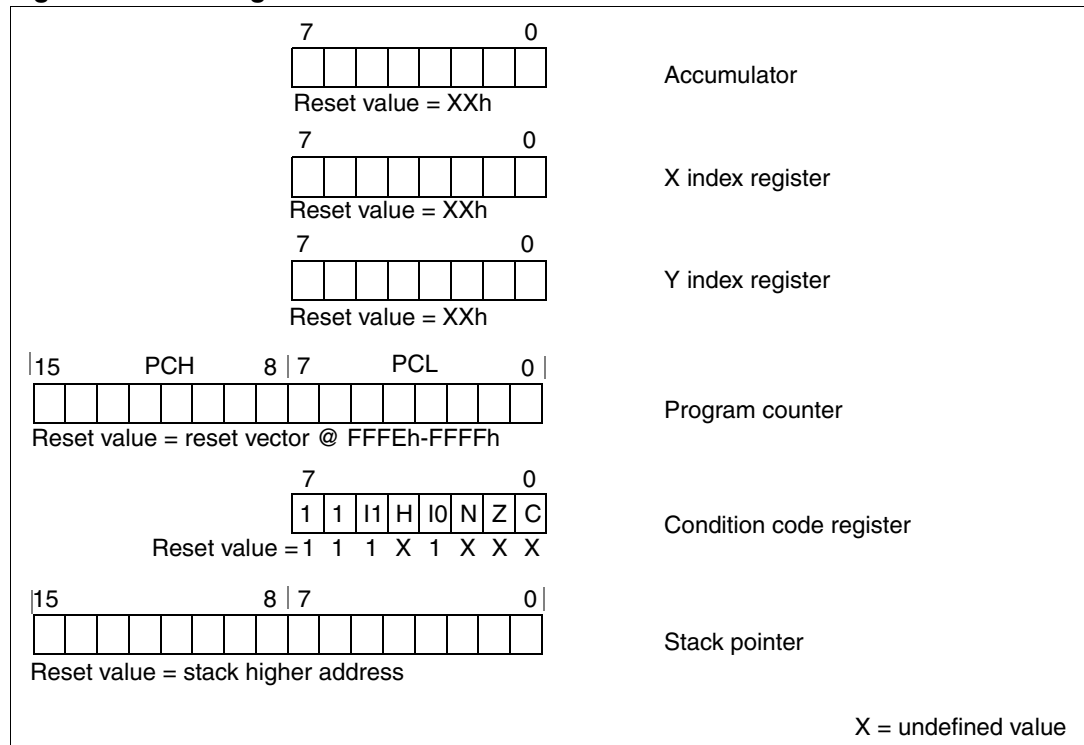 7 0
Accumulator
Reset value = XXh
7 0
X index register
Reset value = XXh
7 0
Y index register
Reset value = XXh
15 PCH 8 7 PCL 0
Program counter
Reset value = reset vector @ FFFEh-FFFFh
7 0
1 1 I1 H I0 N Z C
Condition code register
Reset value = 1 1 1 X 1 X X X
15 8 7 0
Stack pointer
Reset value = stack higher address
X = undefined value